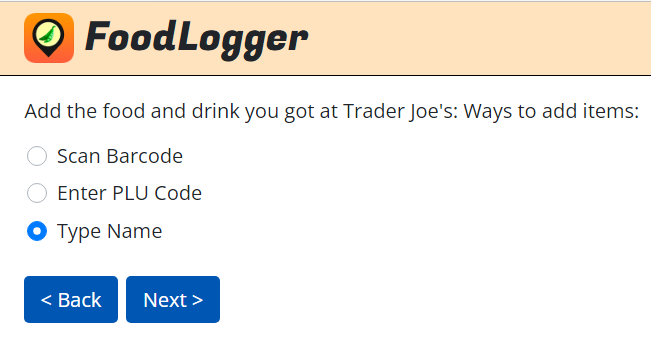 FoodLogger
Add the food and drink you got at Trader Joe's: Ways to add items:
Scan Barcode
Enter PLU Code
Type Name
< Back Next >